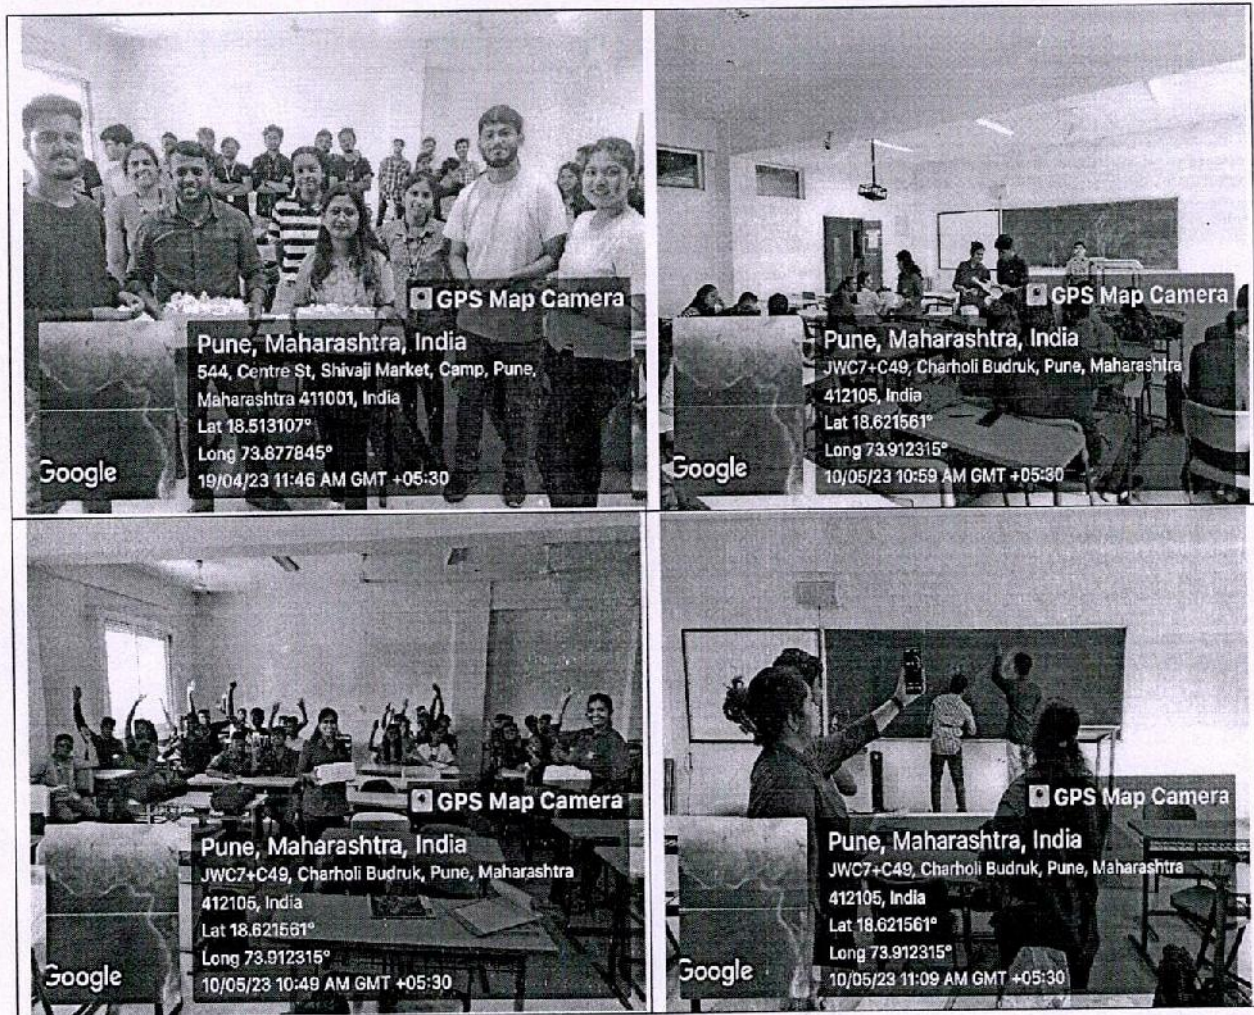 GPS Map Camera
Pune, Maharashtra, India
544, Centre St, Shivaji Market, Camp, Pune,
Maharashtra 411001, India
Lat 18.513107°
Long 73.877845°
19/04/23 11:46 AM GMT +05:30
Google
GPS Map Camera
Pune, Maharashtra, India
JWC7+C49, Charholi Budruk, Pune, Maharashtra
412105, India
Lat 18.621561°
Long 73.912315°
10/05/23 10:59 AM GMT +05:30
Google
GPS Map Camera
Pune, Maharashtra, India
JWC7+C49, Charholi Budruk, Pune, Maharashtra
412105, India
Lat 18.621561°
Long 73.912315°
10/05/23 10:49 AM GMT +05:30
Google
GPS Map Camera
Pune, Maharashtra, India
JWC7+C49, Charholi Budruk, Pune, Maharashtra
412105, India
Lat 18.621561°
Long 73.912315°
10/05/23 11:09 AM GMT +05:30
Google